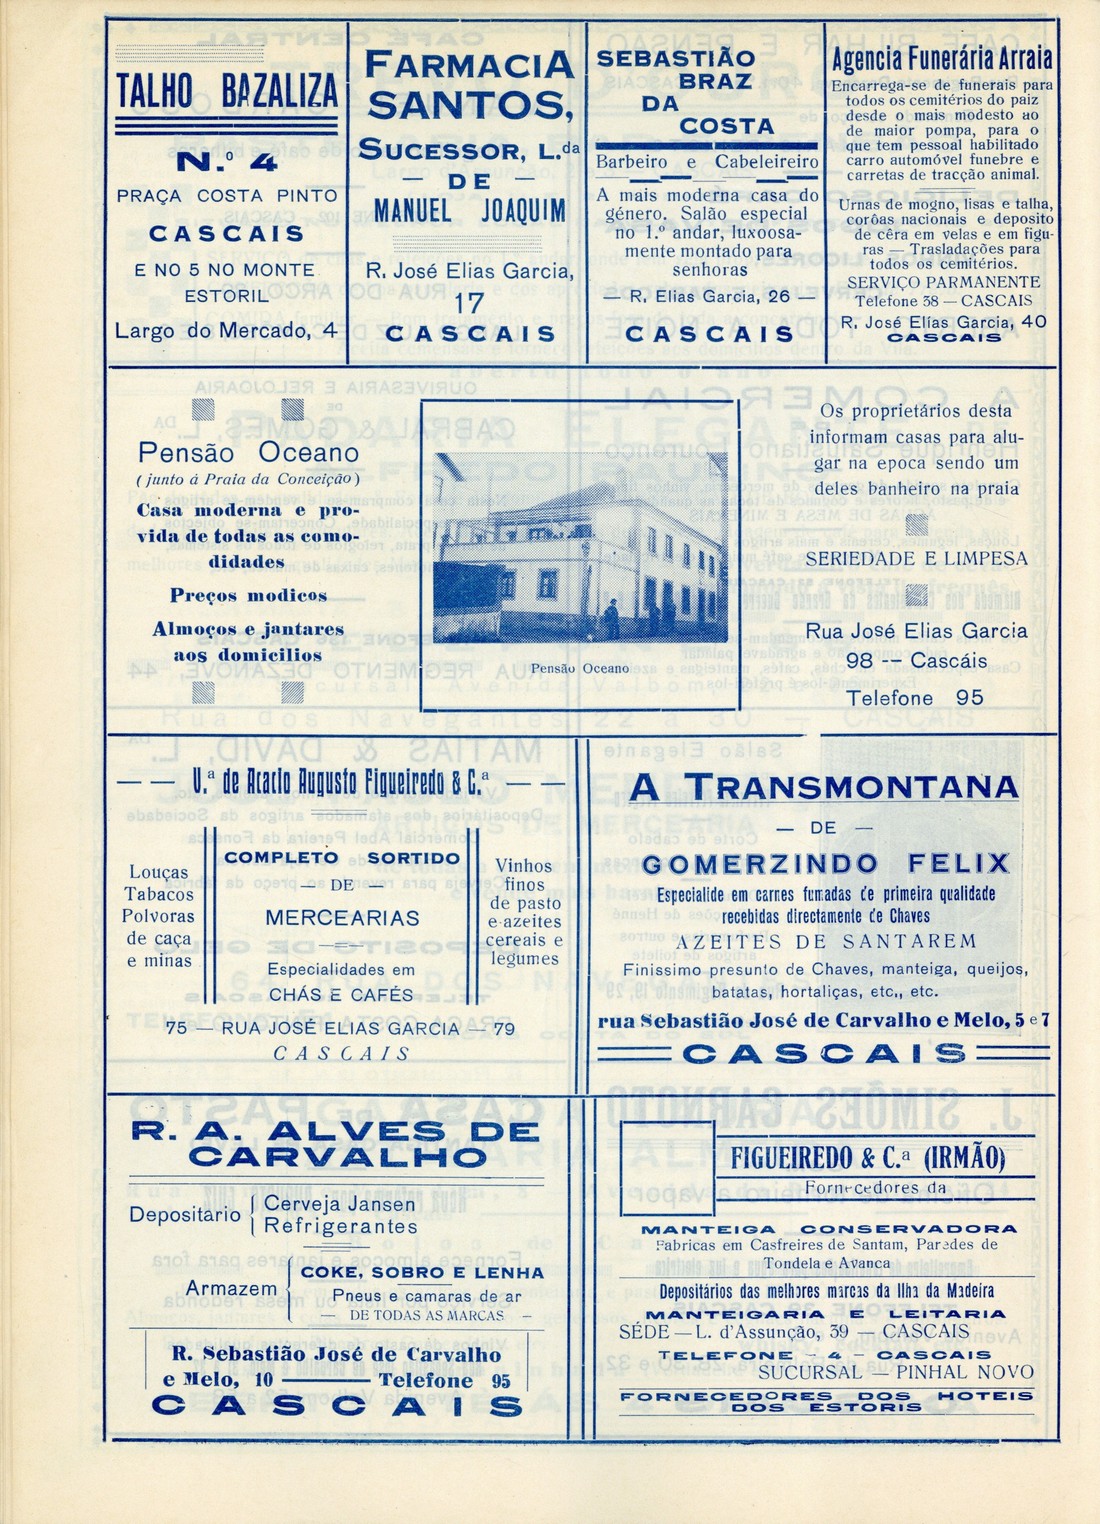 TALHO BAZALIZA
N.º 4
PRAÇA COSTA PINTO
CASCAIS
E NO 5 NO MONTE
ESTORIL
Largo do Mercado, 4
FARMACIA
SANTOS,
SUCESSOR, L.da
— DE —
MANUEL JOAQUIM
R. José Elias Garcia,
17
CASCAIS
SEBASTIÃO
BRAZ
DA
COSTA
Barbeiro e Cabeleireiro
A mais moderna casa do
género. Salão especial
no 1.º andar, luxoosa-
mente montado para
senhoras
— R, Elias Garcia, 26 —
CASCAIS
Agencia Funerária Arraia
Encarrega-se de funerais para
todos os cemitérios do paiz
desde o mais modesto ao
de maior pompa, para o
que tem pessoal habilitado
carro automóvel funebre e
carretas de tracção animal.
Urnas de mogno, lisas e talha,
corôas nacionais e deposito
de cêra em velas e em figu-
ras — Trasladações para
todos os cemitérios.
SERVIÇO PARMANENTE
Telefone 38 — CASCAIS
R, José Elias Garcia, 40
CASCAIS
Pensão Oceano
(junto á Praia da Conceição)
Casa moderna e pro-
vida de todas as como-
didades
Preços modicos
Almoços e jantares
aos domicilios
Pensão Oceano
Os proprietários desta
informam casas para alu-
gar na epoca sendo um
deles banheiro na praia
SERIEDADE E LIMPESA
Rua José Elias Garcia
98 -- Cascáis
Telefone 95
— — V.ª de Acacio Augusto Figueiredo & C.ª — —
Louças
Tabacos
Polvoras
de caça
e minas
COMPLETO SORTIDO
— DE —
MERCEARIAS
Especialidades em
CHÁS E CAFÉS
Vinhos
finos
de pasto
e azeites
cereais e
legumes
75 — RUA JOSÉ ELIAS GARCIA — 79
CASCAIS
A TRANSMONTANA
— DE —
GOMERZINDO FELIX
Especialide em carnes fumadas de primeira qualidade
recebidas directamente de Chaves
AZEITES DE SANTAREM
Finissimo presunto de Chaves, manteiga, queijos,
batatas, hortaliças, etc., etc.
rua Sebastião José de Carvalho e Melo, 5 e 7
CASCAIS
R. A. ALVES DE
CARVALHO
Depositario { Cerveja Jansen
Refrigerantes
Armazem { COKE, SOBRO E LENHA
Pneus e camaras de ar
— DE TODAS AS MARCAS —
R. Sebastião José de Carvalho
e Melo, 10 — Telefone 95
CASCAIS
FIGUEIREDO & C.ª (IRMÃO)
Fornecedores da
MANTEIGA CONSERVADORA
Fabricas em Casfreires de Santam, Paredes de
Tondela e Avanca
Depositários das melhores marcas da Ilha da Madeira
MANTEIGARIA E LEITARIA
SÉDE — L. d'Assunção, 39 — CASCAIS
TELEFONE - 4 - CASCAIS
SUCURSAL — PINHAL NOVO
FORNECEDORES DOS HOTEIS
DOS ESTORIS